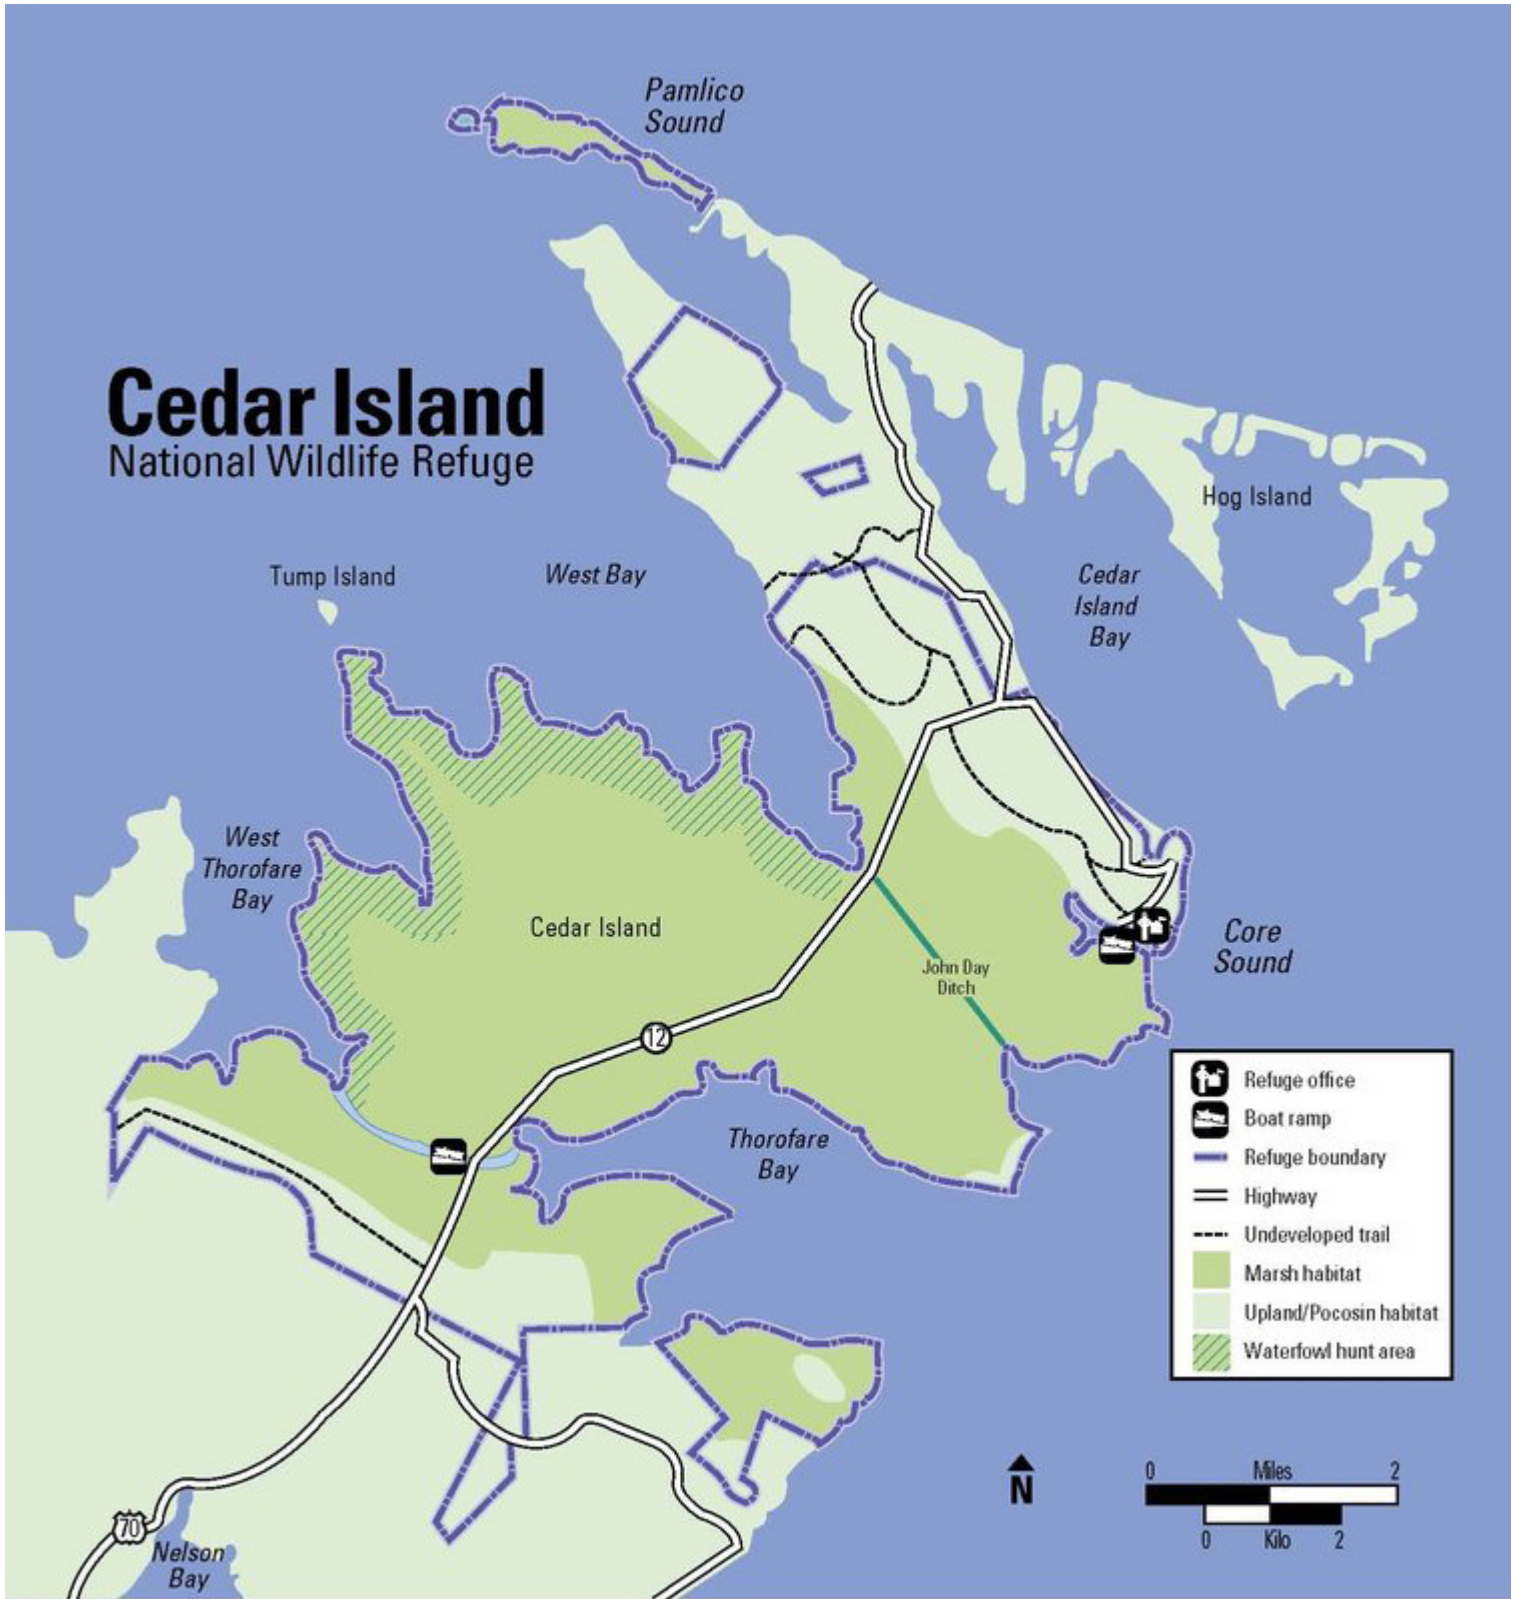 Pamlico
Sound
Cedar Island
National Wildlife Refuge
Hog Island
Tump Island
West Bay
Cedar
Island
Bay
West
Thorofare
Bay
Cedar Island
Core
Sound
John Day
Ditch
12
Thorofare
Bay
Refuge office
Boat ramp
Refuge boundary
Highway
Undeveloped trail
Marsh habitat
Upland/Pocosin habitat
Waterfowl hunt area
N
0 Miles 2
0 Kilo 2
70
Nelson
Bay